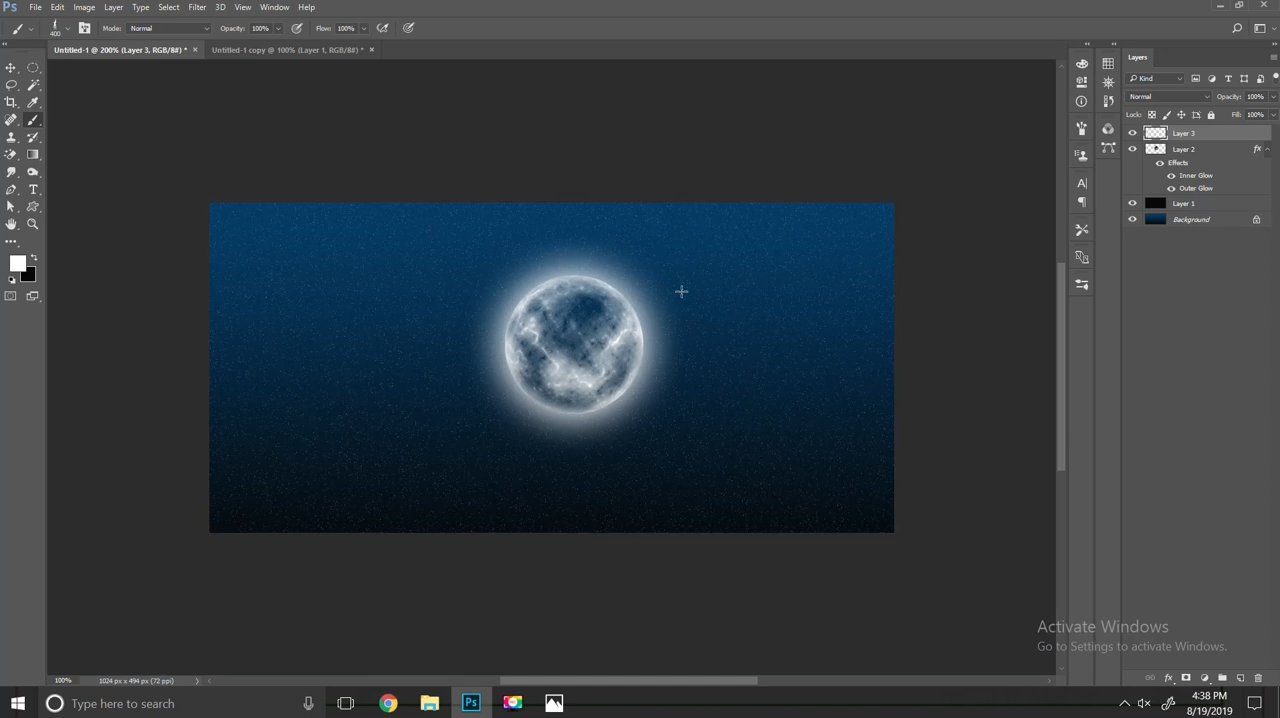 Ps File Edit Image Layer Type Select Filter 3D View Window Help
400 Mode: Normal Opacity: 100% Flow: 100%
Untitled-1 @ 200% (Layer 3, RGB/8#) * × Untitled-1 copy @ 100% (Layer 1, RGB/8#) * ×
Layers
Kind
Normal Opacity: 100%
Lock: Fill: 100%
Layer 3
Layer 2 fx
Effects
Inner Glow
Outer Glow
Layer 1
Background
Activate Windows
Go to Settings to activate Windows.
100% 1024 px x 494 px (72 ppi)
Type here to search
Ps
4:38 PM
8/19/2019